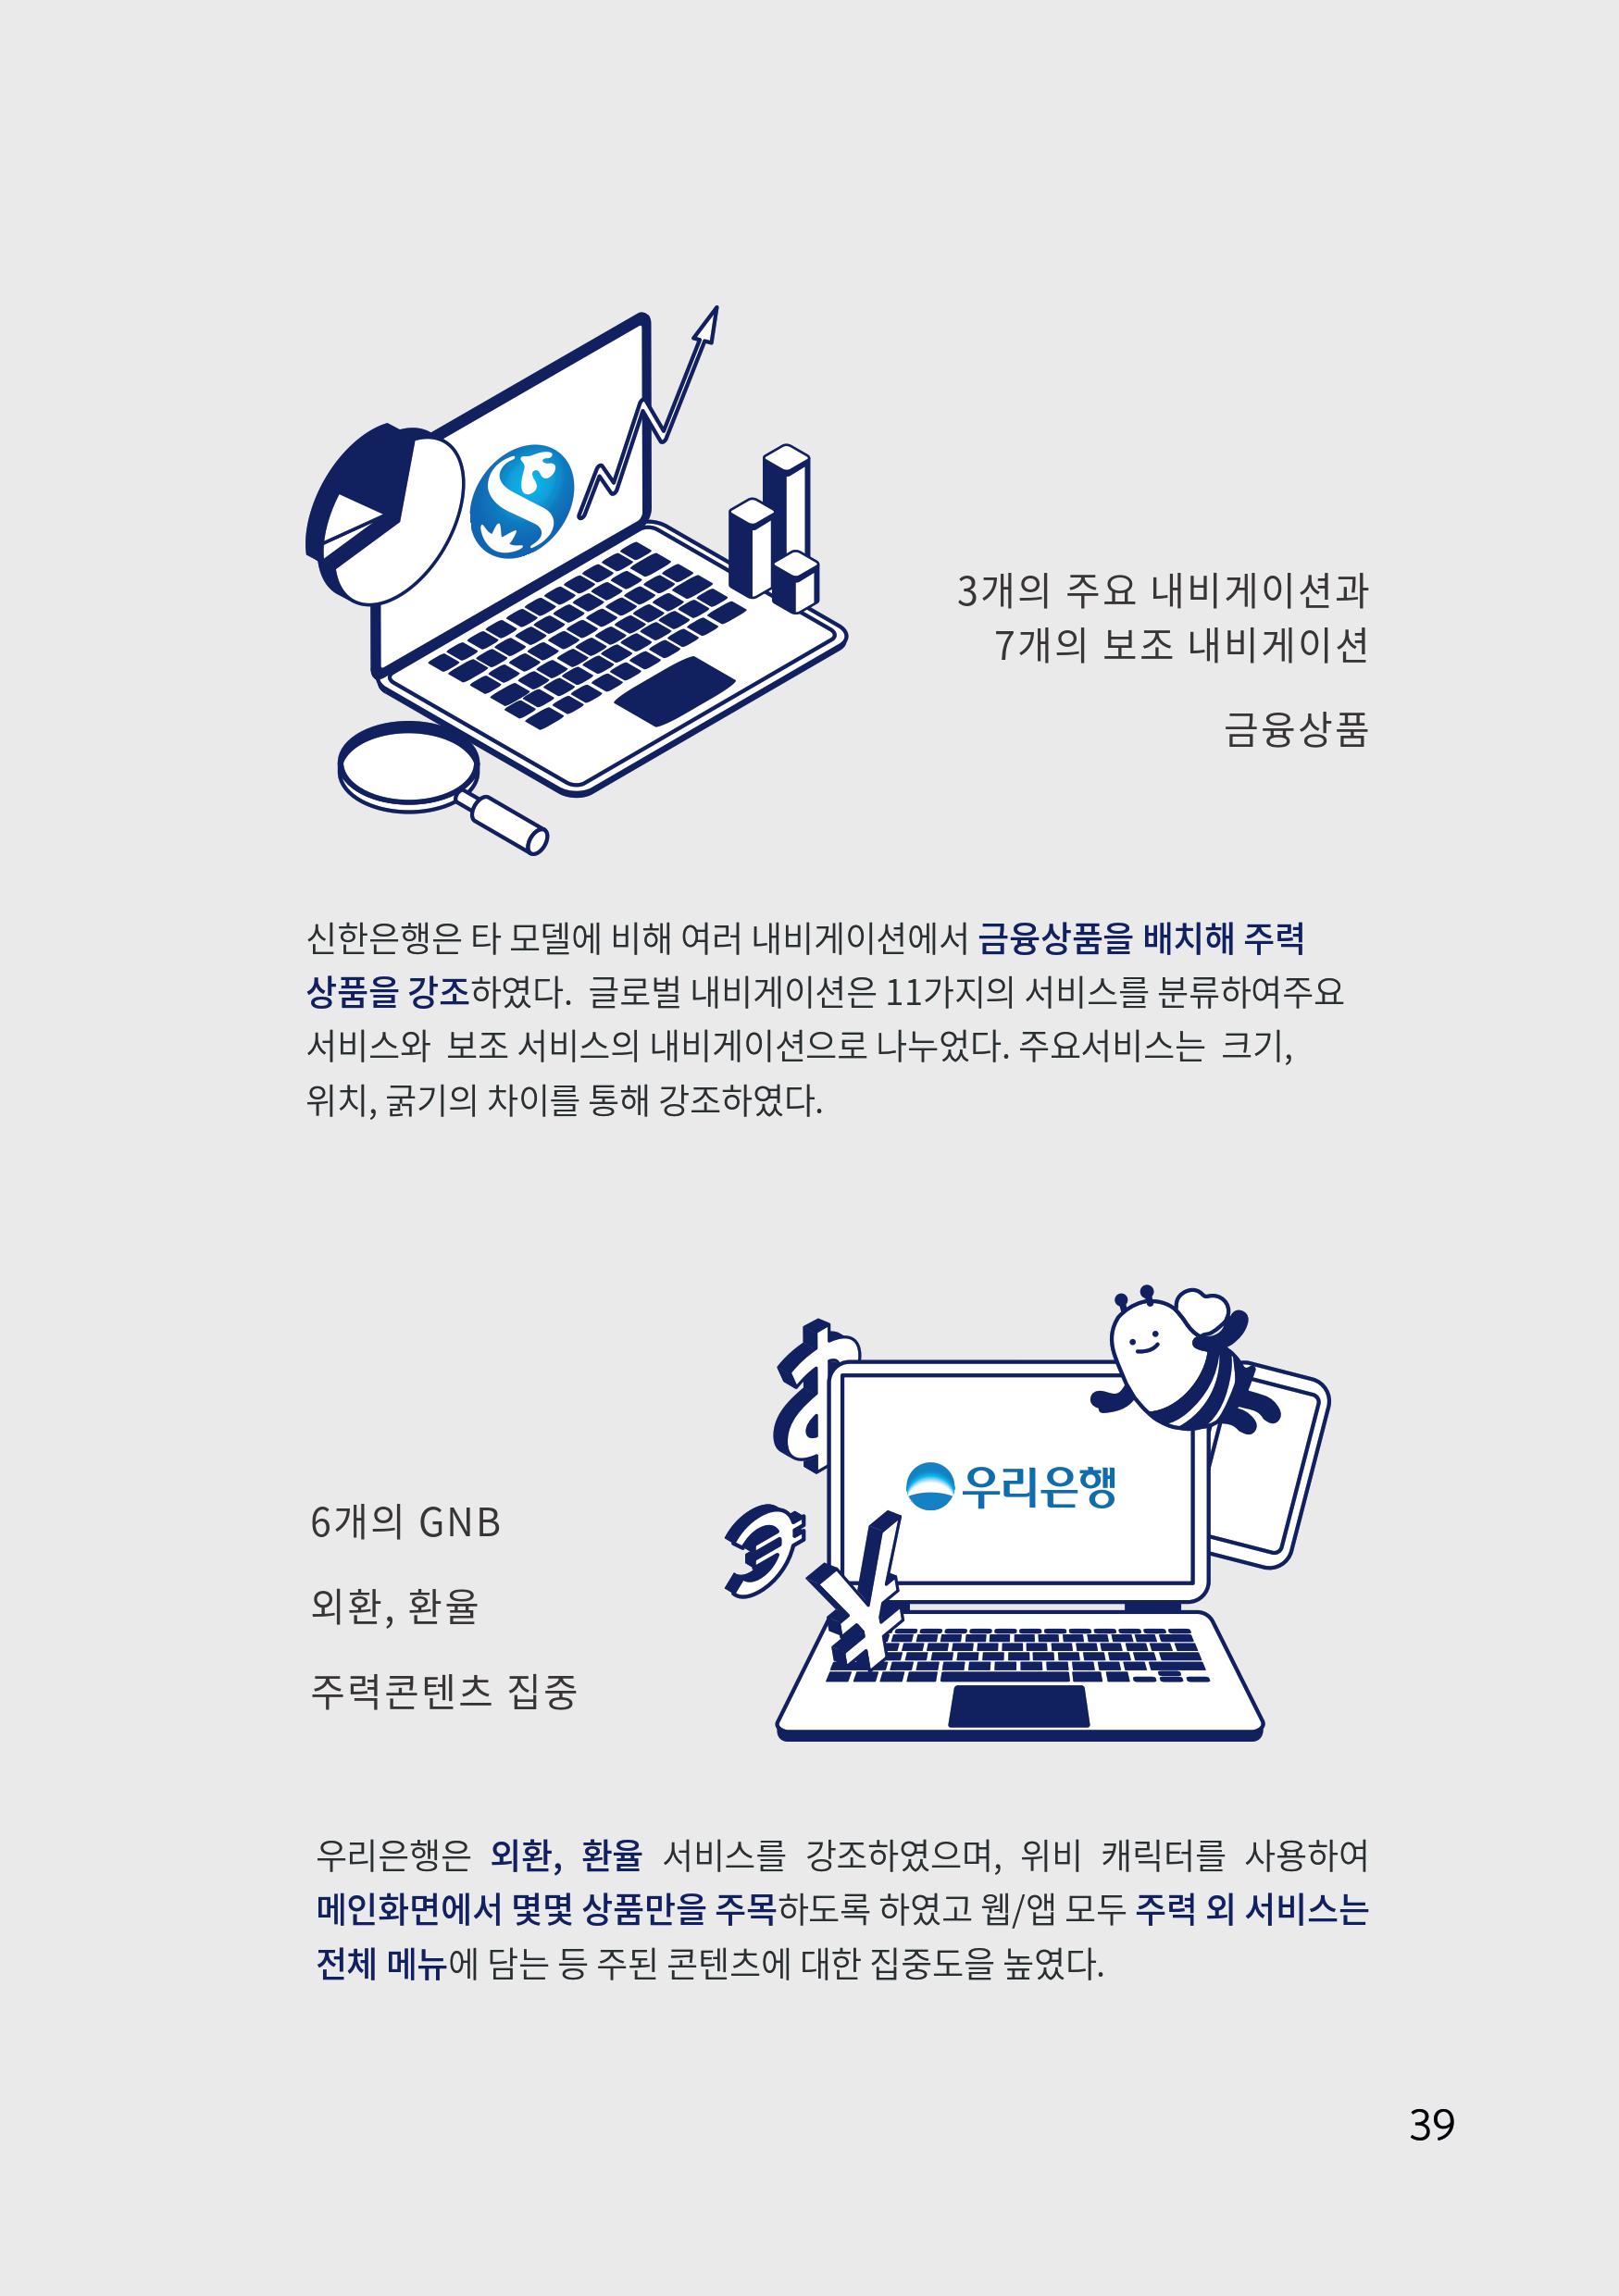 3개의 주요 내비게이션과
7개의 보조 내비게이션
금융상품
신한은행은 타 모델에 비해 여러 내비게이션에서 금융상품을 배치해 주력
상품을 강조하였다. 글로벌 내비게이션은 11가지의 서비스를 분류하여주요
서비스와 보조 서비스의 내비게이션으로 나누었다. 주요서비스는 크기,
위치, 굵기의 차이를 통해 강조하였다.
우리은행
6개의 GNB
외환, 환율
주력콘텐츠 집중
우리은행은 외환, 환율 서비스를 강조하였으며, 위비 캐릭터를 사용하여
메인화면에서 몇몇 상품만을 주목하도록 하였고 웹/앱 모두 주력 외 서비스는
전체 메뉴에 담는 등 주된 콘텐츠에 대한 집중도을 높였다.
39